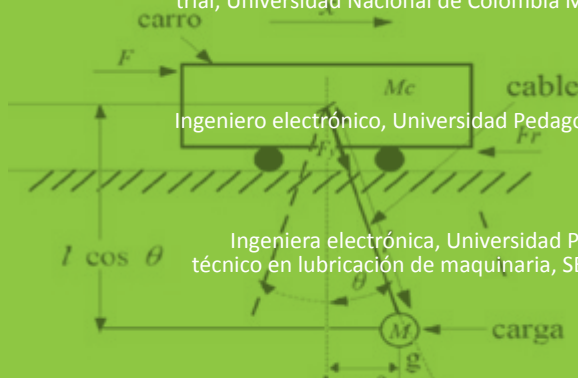 trial, Universidad Nacional de Colombia M
x
carro
F
Mc
cable
Ingeniero electrónico, Universidad Pedagó
Fr
Ingeniera electrónica, Universidad P
l cos θ
técnico en lubricación de maquinaria, SE
θ
M
carga
g